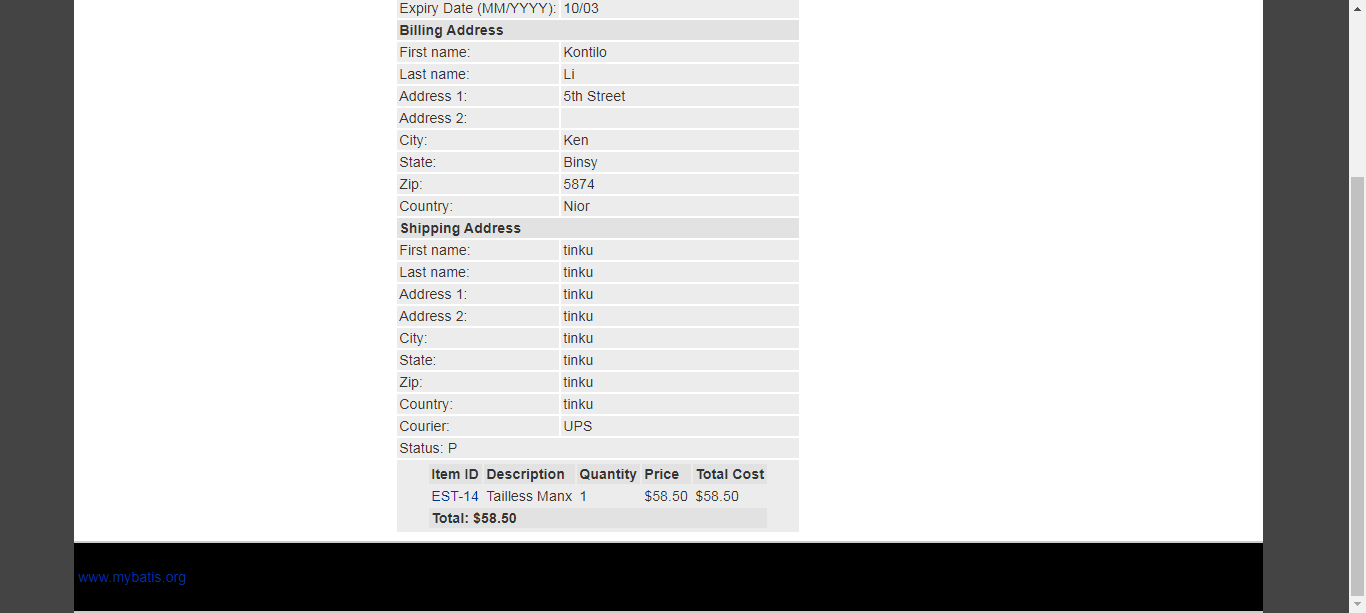 Expiry Date (MM/YYYY): 10/03
Billing Address
First name: Kontilo
Last name: Li
Address 1: 5th Street
Address 2:
City: Ken
State: Binsy
Zip: 5874
Country: Nior
Shipping Address
First name: tinku
Last name: tinku
Address 1: tinku
Address 2: tinku
City: tinku
State: tinku
Zip: tinku
Country: tinku
Courier: UPS
Status: P
Item ID Description Quantity Price Total Cost
EST-14 Tailless Manx 1 $58.50 $58.50
Total: $58.50
www.mybatis.org